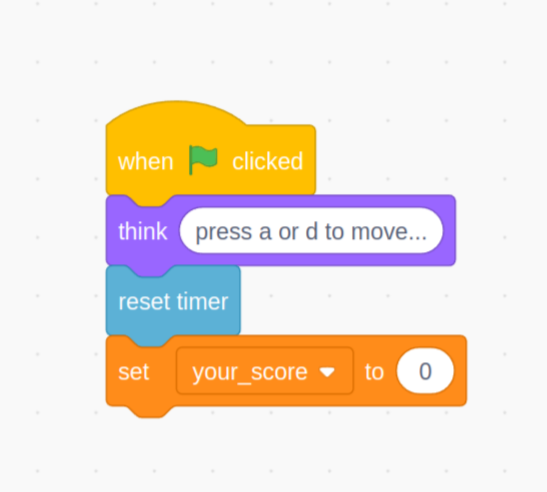 when clicked
think press a or d to move...
reset timer
set your_score to 0